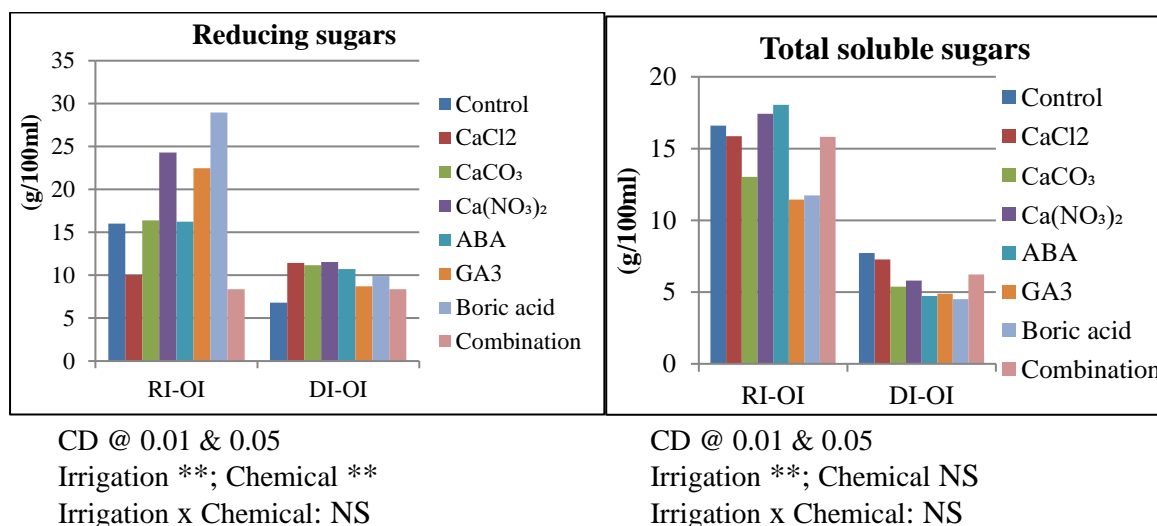 Reducing sugars
(g/100ml)
35
30
25
20
15
10
5
0
RI-OI
DI-OI
Control
CaCl2
CaCO₃
Ca(NO₃)₂
ABA
GA3
Boric acid
Combination
CD @ 0.01 & 0.05
Irrigation **; Chemical **
Irrigation x Chemical: NS
Total soluble sugars
(g/100ml)
20
15
10
5
0
RI-OI
DI-OI
Control
CaCl2
CaCO₃
Ca(NO₃)₂
ABA
GA3
Boric acid
Combination
CD @ 0.01 & 0.05
Irrigation **; Chemical NS
Irrigation x Chemical: NS